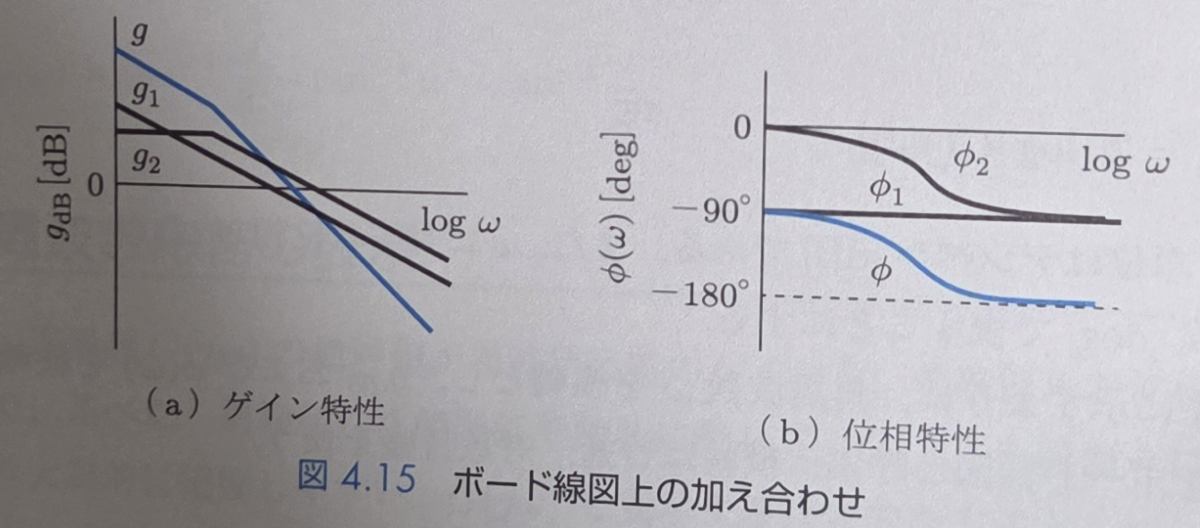 g
g₁
g₂
g_dB [dB]
0
log ω
(a) ゲイン特性
0
−90°
−180°
φ(ω) [deg]
ϕ₂
ϕ₁
ϕ
log ω
(b) 位相特性
図 4.15 ボード線図上の加え合わせ